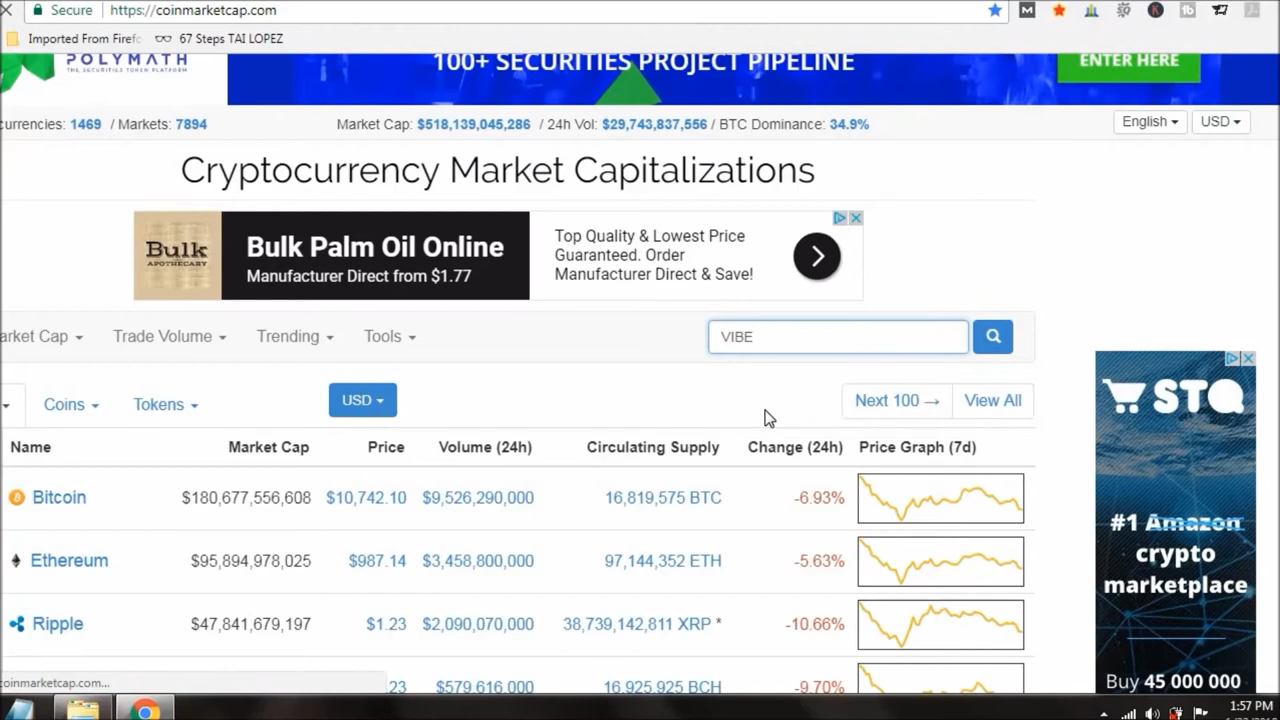 Secure https://coinmarketcap.com
Imported From Firef 67 Steps TAI LOPEZ
POLYMATH
THE SECURITIES TOKEN PLATFORM
100+ SECURITIES PROJECT PIPELINE
ENTER HERE
urrencies: 1469 / Markets: 7894
Market Cap: $518,139,045,286 / 24h Vol: $29,743,837,556 / BTC Dominance: 34.9%
English USD
Cryptocurrency Market Capitalizations
Bulk
APOTHECARY
Bulk Palm Oil Online
Manufacturer Direct from $1.77
Top Quality & Lowest Price
Guaranteed. Order
Manufacturer Direct & Save!
arket Cap Trade Volume Trending Tools VIBE
Coins Tokens USD Next 100 → View All
Name Market Cap Price Volume (24h) Circulating Supply Change (24h) Price Graph (7d)
Bitcoin $180,677,556,608 $10,742.10 $9,526,290,000 16,819,575 BTC -6.93%
Ethereum $95,894,978,025 $987.14 $3,458,800,000 97,144,352 ETH -5.63%
Ripple $47,841,679,197 $1.23 $2,090,070,000 38,739,142,811 XRP * -10.66%
.23 $579,616,000 16,925,925 BCH -9.70%
STQ
#1 Amazon
crypto
marketplace
Buy 45 000 000
coinmarketcap.com...
K
M
1:57 PM